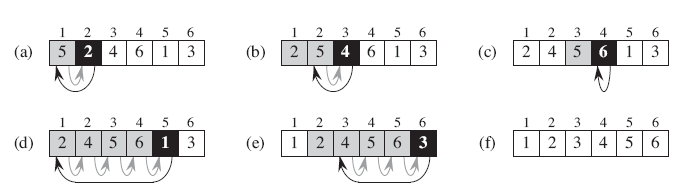 1 2 3 4 5 6
(a) 5 2 4 6 1 3
1 2 3 4 5 6
(b) 2 5 4 6 1 3
1 2 3 4 5 6
(c) 2 4 5 6 1 3
1 2 3 4 5 6
(d) 2 4 5 6 1 3
1 2 3 4 5 6
(e) 1 2 4 5 6 3
1 2 3 4 5 6
(f) 1 2 3 4 5 6